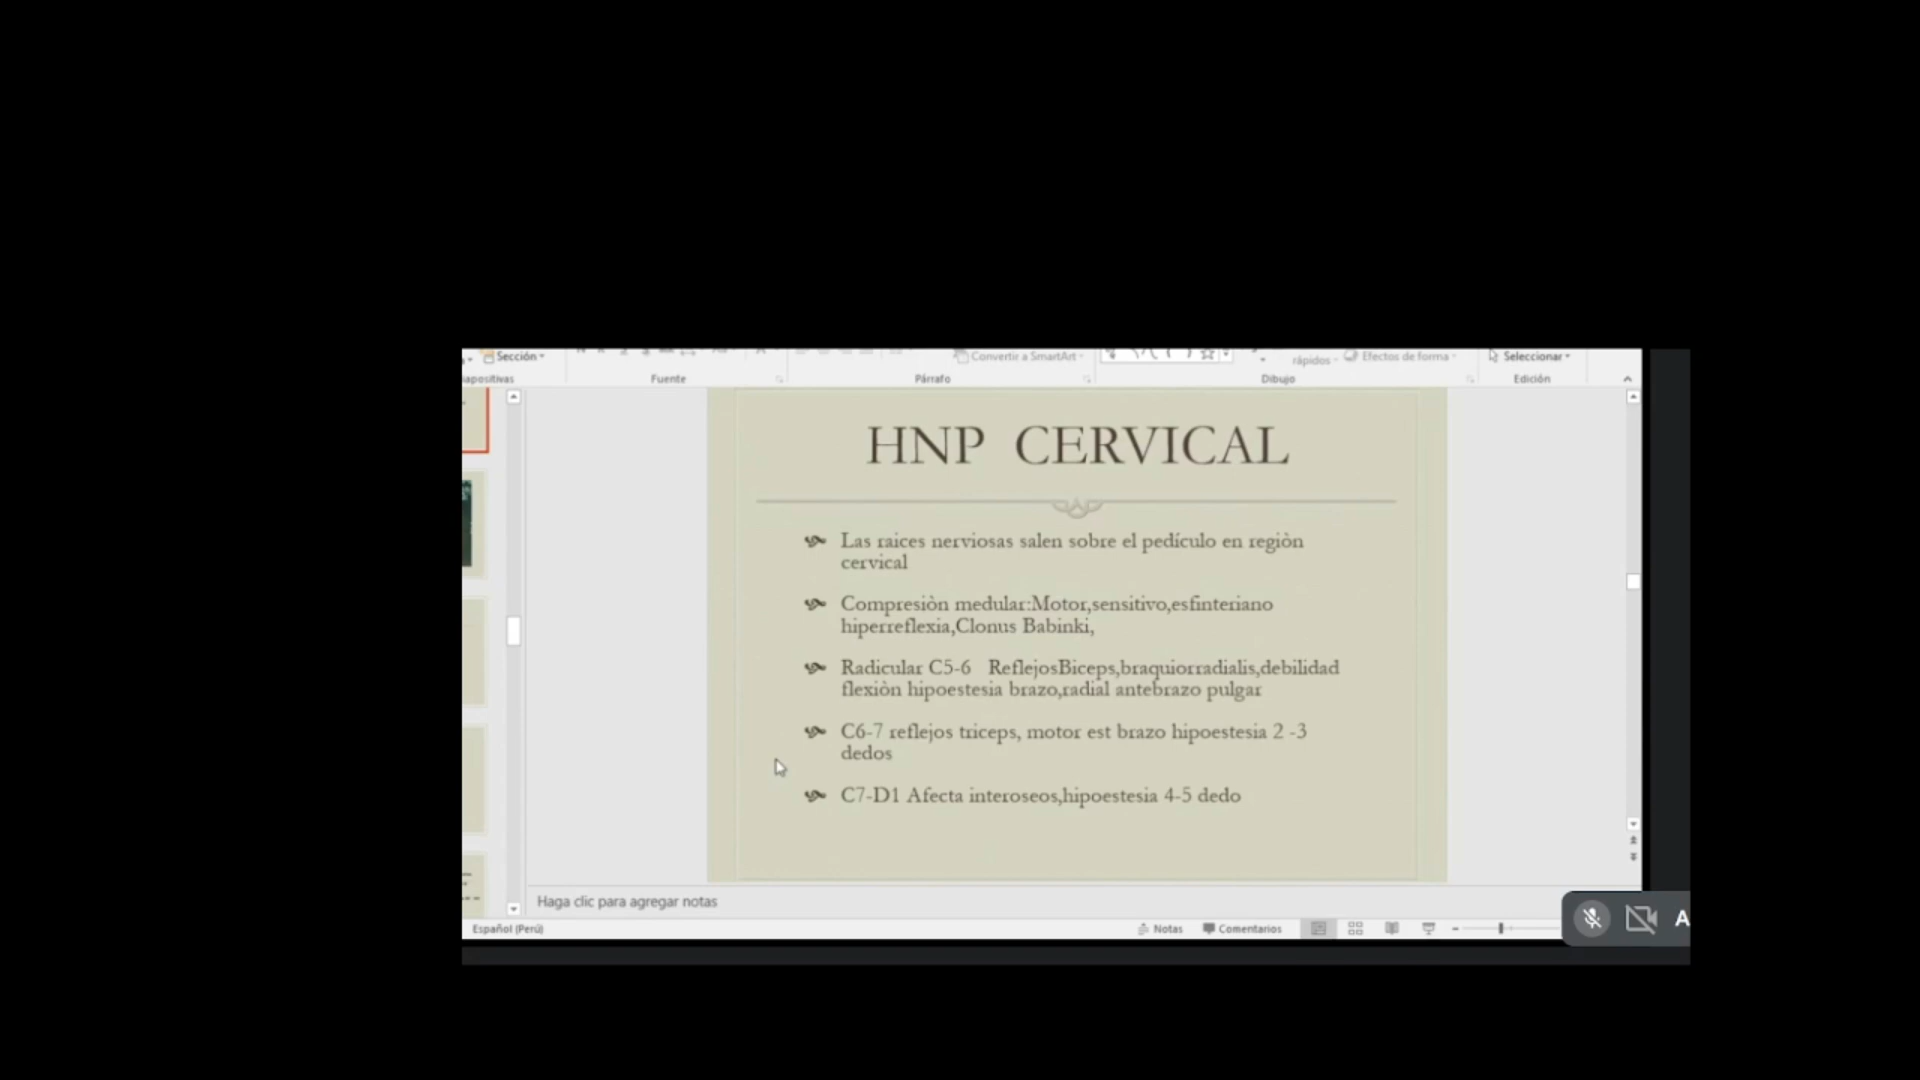 Sección
iapositivas
Fuente
Convertir a SmartArt
Párrafo
rápidos
Efectos de forma
Dibujo
Seleccionar
Edición
HNP CERVICAL
Las raices nerviosas salen sobre el pedículo en regiòn
cervical
Compresiòn medular:Motor,sensitivo,esfinteriano
hiperreflexia,Clonus Babinki,
Radicular C5-6 ReflejosBiceps,braquiorradialis,debilidad
flexiòn hipoestesia brazo,radial antebrazo pulgar
C6-7 reflejos triceps, motor est brazo hipoestesia 2 -3
dedos
C7-D1 Afecta interoseos,hipoestesia 4-5 dedo
Haga clic para agregar notas
Español (Perú)
Notas
Comentarios
A